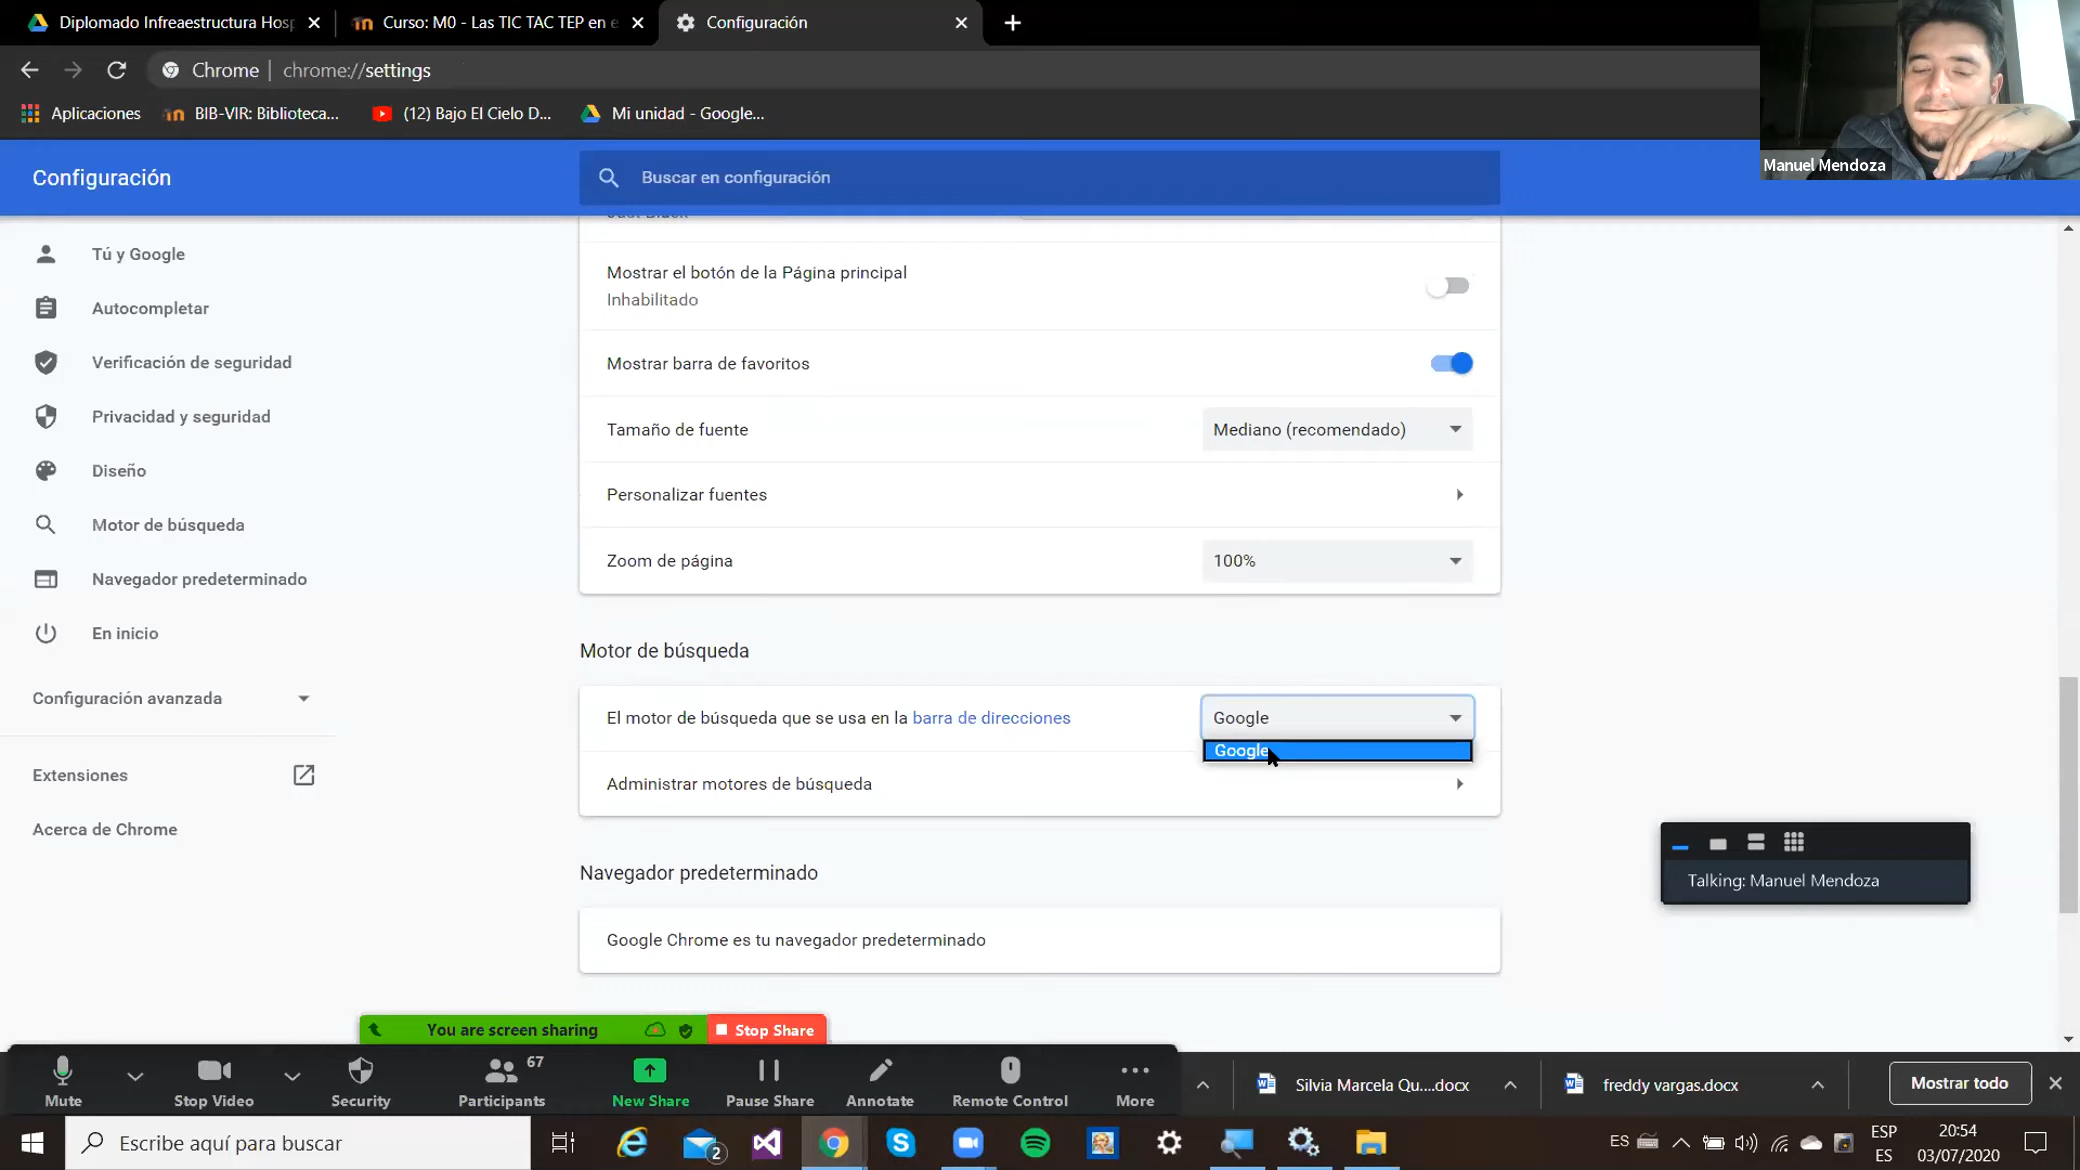 Diplomado Infraestructura Hosp
Curso: M0 - Las TIC TAC TEP en e
Configuración
Chrome | chrome://settings
Aplicaciones
BIB-VIR: Biblioteca...
(12) Bajo El Cielo D...
Mi unidad - Google...
Manuel Mendoza
Configuración
Buscar en configuración
Just Black
Tú y Google
Autocompletar
Verificación de seguridad
Privacidad y seguridad
Diseño
Motor de búsqueda
Navegador predeterminado
En inicio
Configuración avanzada
Extensiones
Acerca de Chrome
Mostrar el botón de la Página principal
Inhabilitado
Mostrar barra de favoritos
Tamaño de fuente
Mediano (recomendado)
Personalizar fuentes
Zoom de página
100%
Motor de búsqueda
El motor de búsqueda que se usa en la barra de direcciones
Google
Google
Administrar motores de búsqueda
Navegador predeterminado
Google Chrome es tu navegador predeterminado
Talking: Manuel Mendoza
You are screen sharing
Stop Share
Mute
Stop Video
Security
Participants
67
New Share
Pause Share
Annotate
Remote Control
More
Silvia Marcela Qu....docx
freddy vargas.docx
Mostrar todo
Escribe aquí para buscar
2
ES
ESP
ES
20:54
03/07/2020